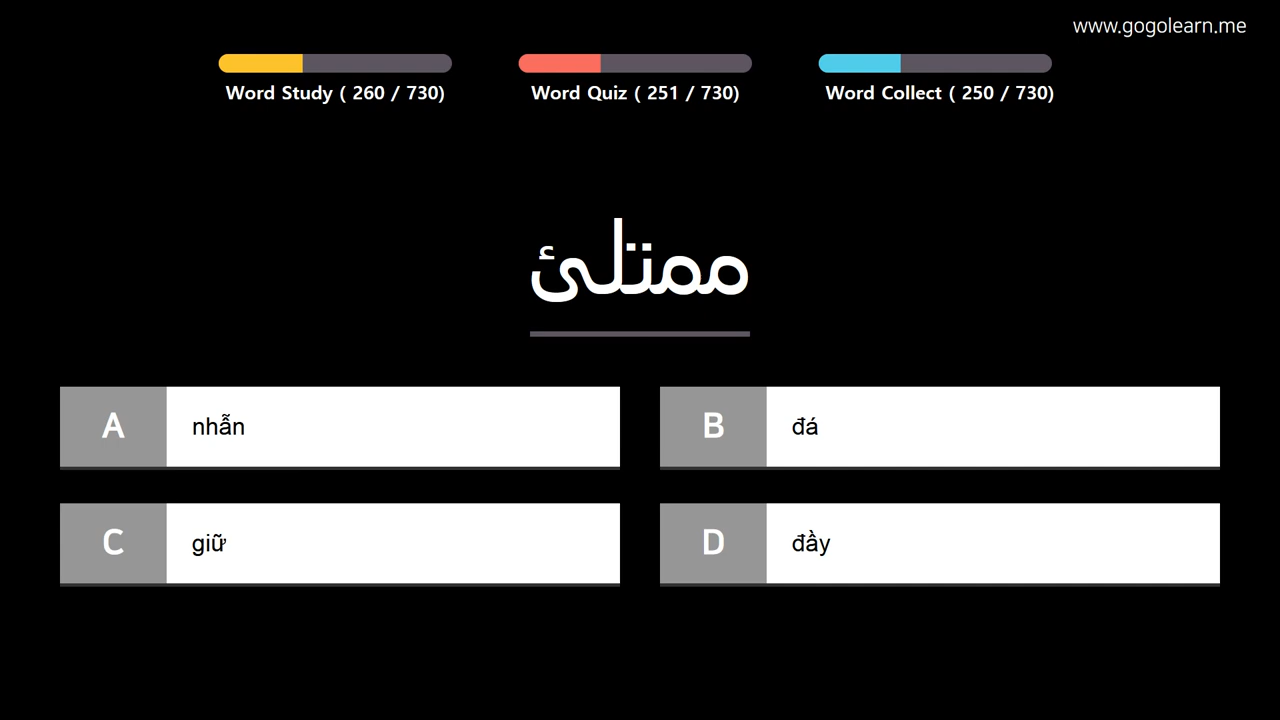 www.gogolearn.me
Word Study ( 260 / 730)
Word Quiz ( 251 / 730)
Word Collect ( 250 / 730)
ممتلئ
A nhẫn
B đá
C giữ
D đầy